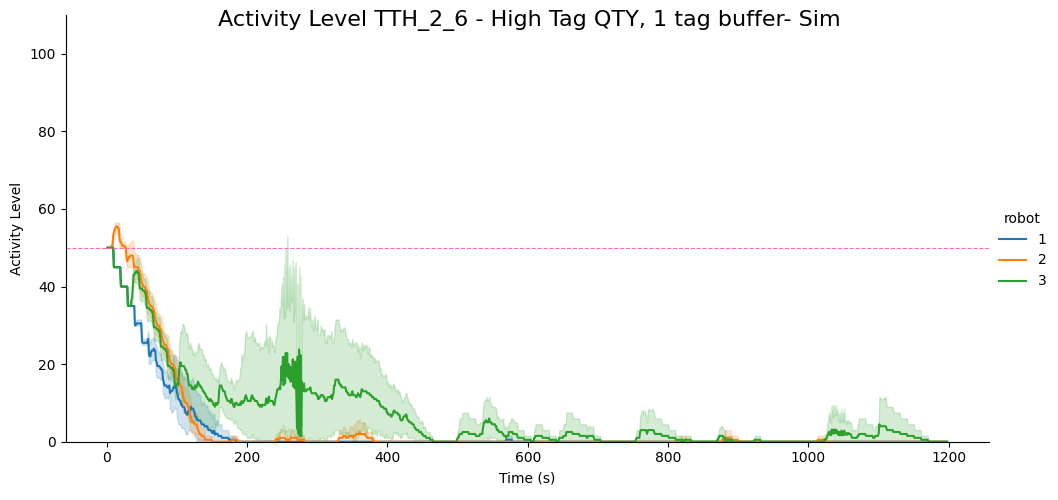 Activity Level TTH_2_6 - High Tag QTY, 1 tag buffer- Sim
100
80
60
40
20
0
Activity Level
0 200 400 600 800 1000 1200
Time (s)
robot
1
2
3